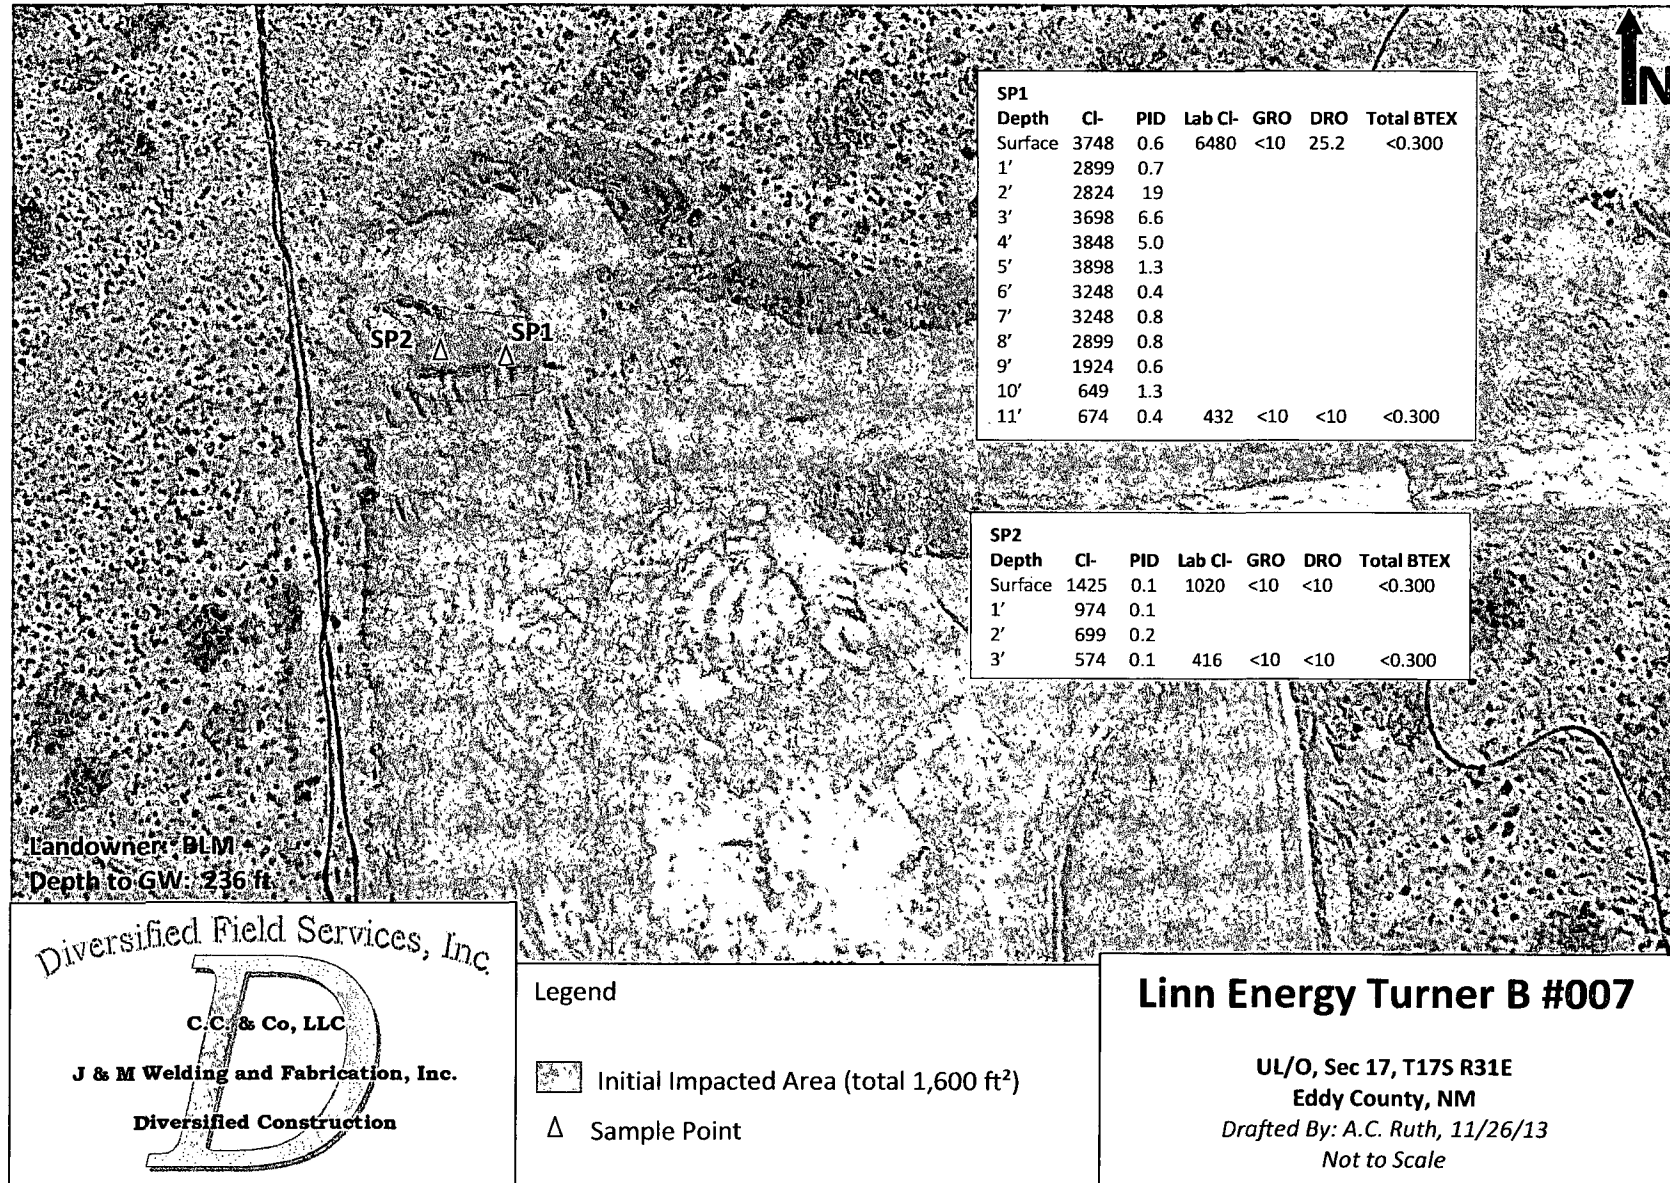 N
SP1
Depth Cl- PID Lab Cl- GRO DRO Total BTEX
Surface 3748 0.6 6480 <10 25.2 <0.300
1' 2899 0.7
2' 2824 19
3' 3698 6.6
4' 3848 5.0
5' 3898 1.3
6' 3248 0.4
7' 3248 0.8
8' 2899 0.8
9' 1924 0.6
10' 649 1.3
11' 674 0.4 432 <10 <10 <0.300
SP2 SP1
SP2
Depth Cl- PID Lab Cl- GRO DRO Total BTEX
Surface 1425 0.1 1020 <10 <10 <0.300
1' 974 0.1
2' 699 0.2
3' 574 0.1 416 <10 <10 <0.300
Landowner: BLM
Depth to GW: 236 ft
Diversified Field Services, Inc.
D
C.C. & Co, LLC
J & M Welding and Fabrication, Inc.
Diversified Construction
Legend
Initial Impacted Area (total 1,600 ft²)
Δ Sample Point
Linn Energy Turner B #007
UL/O, Sec 17, T17S R31E
Eddy County, NM
Drafted By: A.C. Ruth, 11/26/13
Not to Scale